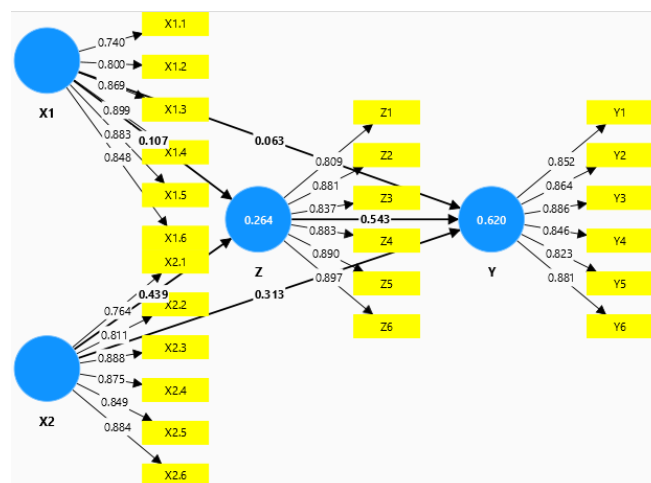 X1.1
0.740
X1.2
0.800
0.869
X1
X1.3
0.899
0.883
0.107
0.848
X1.4
X1.5
X1.6
0.063
Z1
Z2
Z3
Z4
Z5
Z6
0.809
0.881
0.837
0.883
0.890
0.897
0.264
Z
0.543
0.620
Y
Y1
Y2
Y3
Y4
Y5
Y6
0.852
0.864
0.886
0.846
0.823
0.881
X2.1
0.439
0.313
0.764
X2.2
0.811
X2.3
0.888
0.875
X2.4
0.849
X2.5
0.884
X2.6
X2